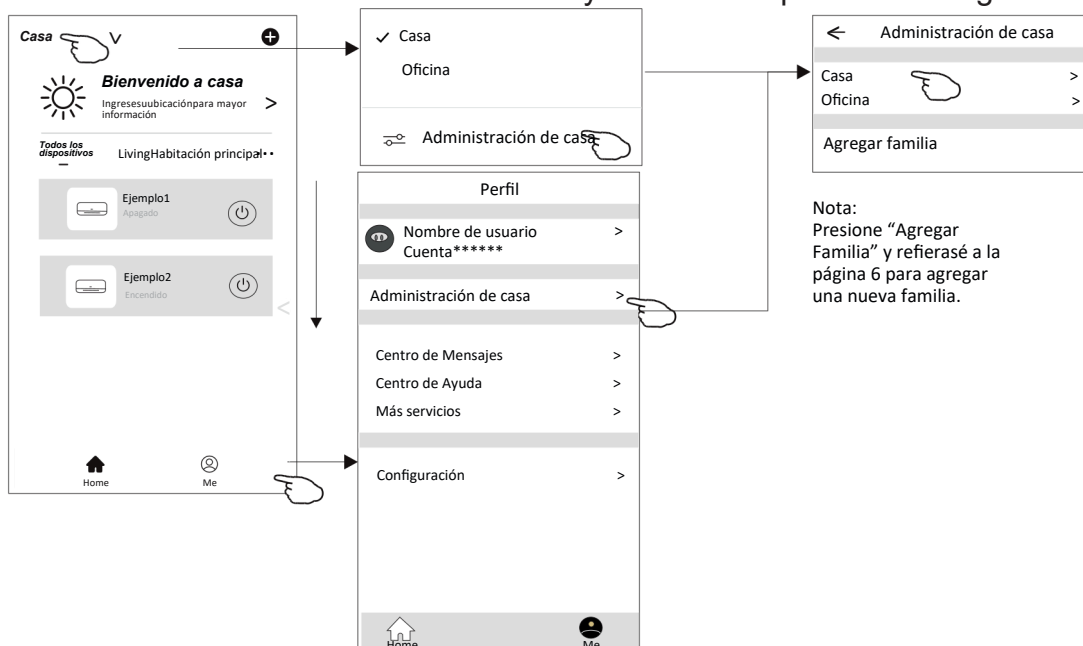 Casa
Bienvenido a casa
Ingresesuubicaciónpara mayor
información
>
Todos los
dispositivos
LivingHabitación principal··
Ejemplo1
Apagado
Ejemplo2
Encendido
<
Home
Me
✓ Casa
Oficina
Administración de casa
Perfil
Nombre de usuario >
Cuenta******
Administración de casa >
Centro de Mensajes >
Centro de Ayuda >
Más servicios >
Configuración >
Home
Me
← Administración de casa
Casa >
Oficina >
Agregar familia
Nota:
Presione “Agregar
Familia” y refierasé a la
página 6 para agregar
una nueva familia.